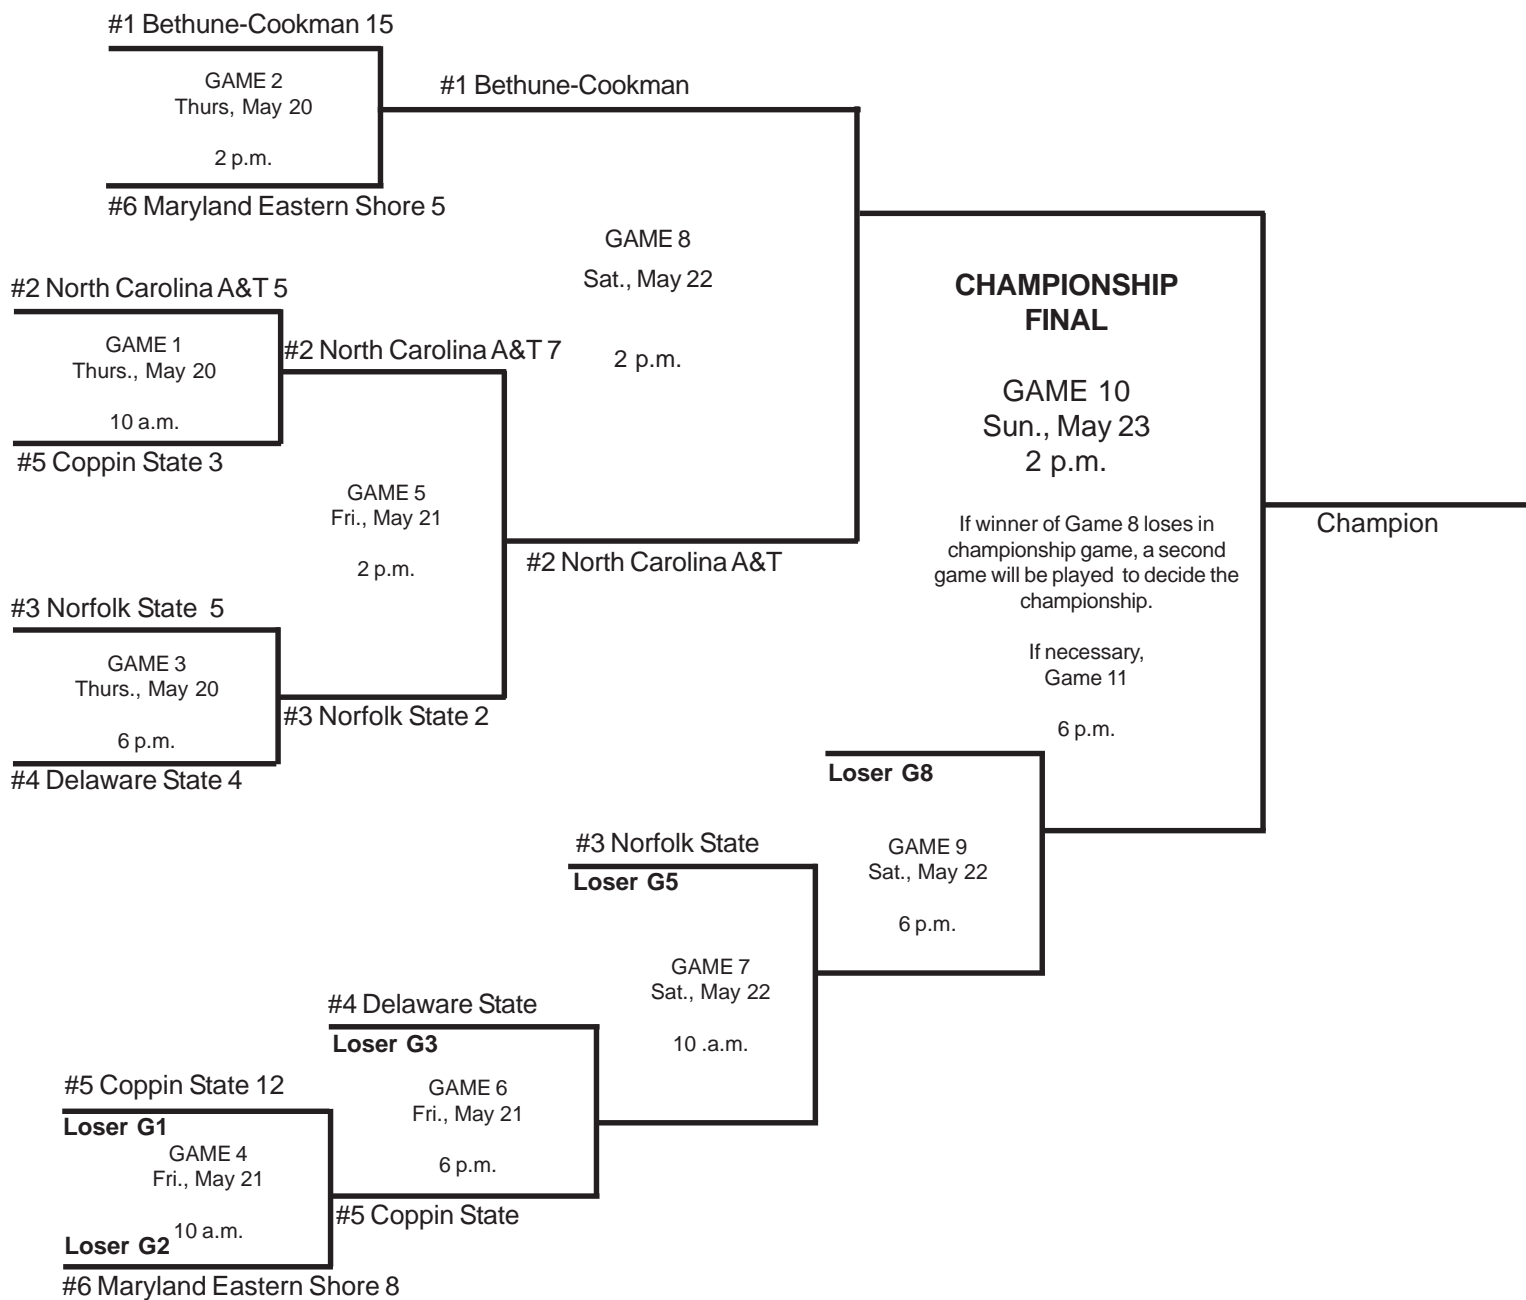 #1 Bethune-Cookman 15
GAME 2
Thurs, May 20
2 p.m.
#6 Maryland Eastern Shore 5
#1 Bethune-Cookman
#2 North Carolina A&T 5
GAME 1
Thurs., May 20
10 a.m.
#5 Coppin State 3
#2 North Carolina A&T 7
GAME 5
Fri., May 21
2 p.m.
#3 Norfolk State 5
GAME 3
Thurs., May 20
6 p.m.
#4 Delaware State 4
#3 Norfolk State 2
GAME 8
Sat., May 22
2 p.m.
#2 North Carolina A&T
CHAMPIONSHIP
FINAL
GAME 10
Sun., May 23
2 p.m.
If winner of Game 8 loses in
championship game, a second
game will be played to decide the
championship.
If necessary,
Game 11
6 p.m.
Champion
Loser G8
GAME 9
Sat., May 22
6 p.m.
#3 Norfolk State
Loser G5
GAME 7
Sat., May 22
10 .a.m.
#4 Delaware State
Loser G3
GAME 6
Fri., May 21
6 p.m.
#5 Coppin State
#5 Coppin State 12
Loser G1
GAME 4
Fri., May 21
10 a.m.
Loser G2
#6 Maryland Eastern Shore 8